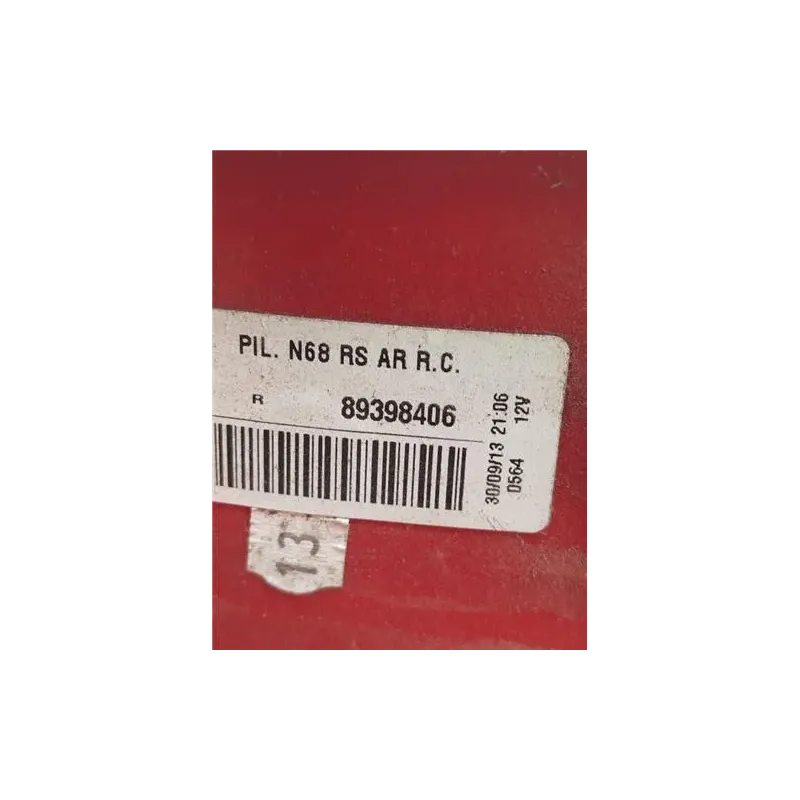 PIL. N68 RS AR R.C.
R 89398406
30/09/13 21:06
0564 12V
13